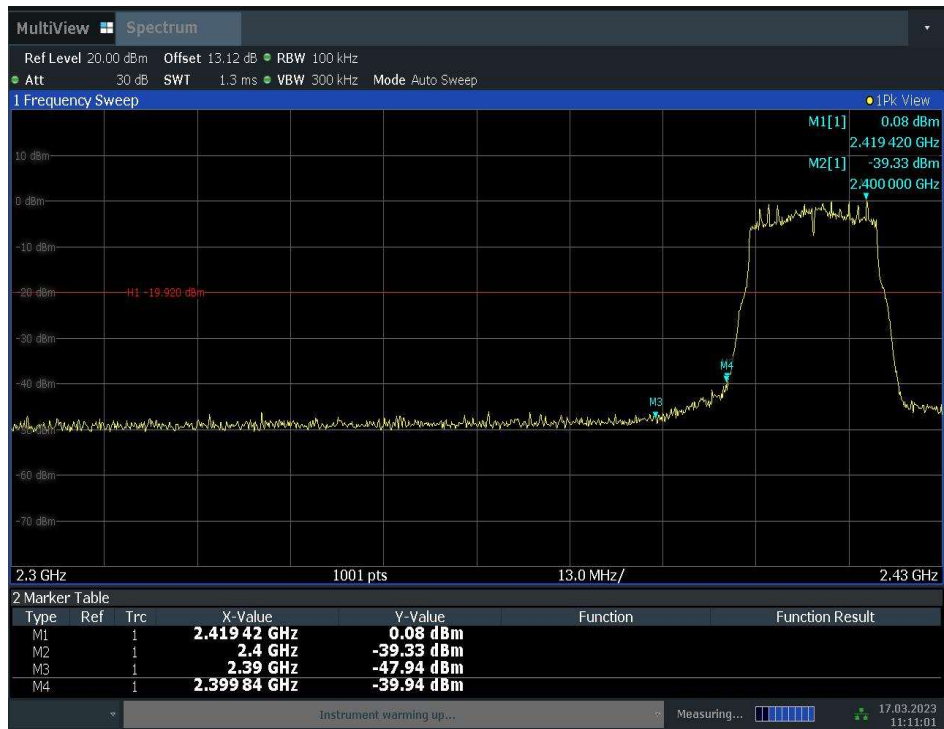 MultiView Spectrum
Ref Level 20.00 dBm Offset 13.12 dB RBW 100 kHz
Att 30 dB SWT 1.3 ms VBW 300 kHz Mode Auto Sweep
1 Frequency Sweep 1Pk View
M1[1] 0.08 dBm
2.419 420 GHz
10 dBm
M2[1] -39.33 dBm
2.400 000 GHz
0 dBm
-10 dBm
-20 dBm H1 -19.920 dBm
-30 dBm
M4
-40 dBm
M3
-60 dBm
-70 dBm
2.3 GHz 1001 pts 13.0 MHz/ 2.43 GHz
2 Marker Table
Type Ref Trc X-Value Y-Value Function Function Result
M1 1 2.419 42 GHz 0.08 dBm
M2 1 2.4 GHz -39.33 dBm
M3 1 2.39 GHz -47.94 dBm
M4 1 2.399 84 GHz -39.94 dBm
Instrument warming up... Measuring... 17.03.2023
11:11:01